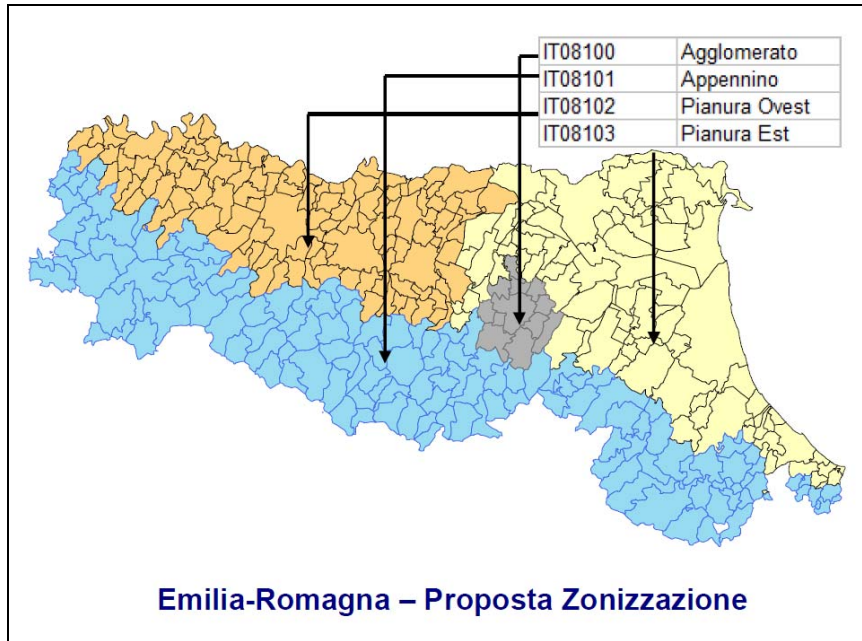 IT08100 Agglomerato
IT08101 Appennino
IT08102 Pianura Ovest
IT08103 Pianura Est
Emilia-Romagna – Proposta Zonizzazione